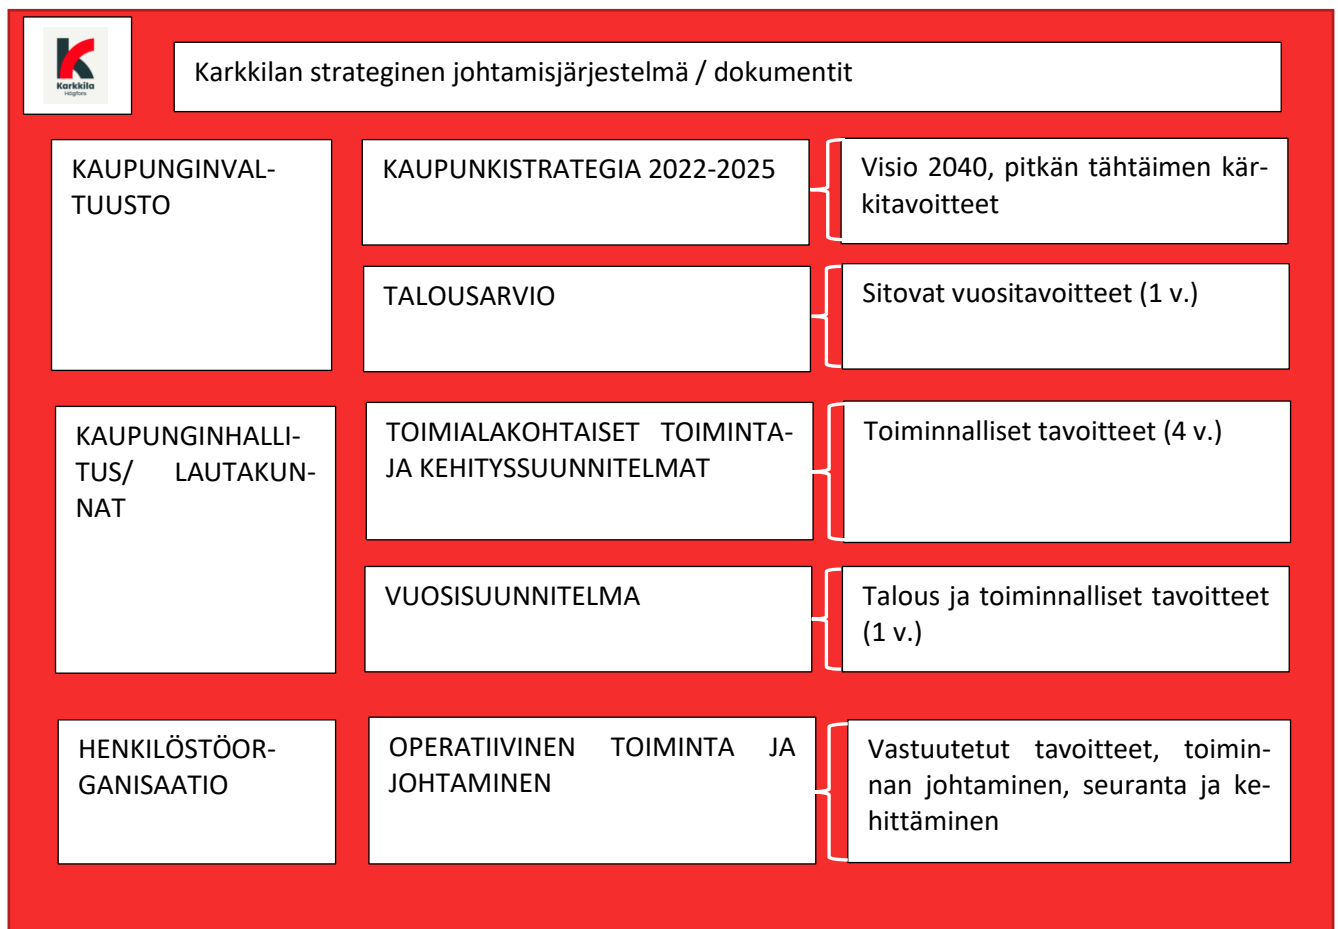 Karkkila
Högfors
Karkkilan strateginen johtamisjärjestelmä / dokumentit
KAUPUNGINVAL-
TUUSTO
KAUPUNKISTRATEGIA 2022-2025
Visio 2040, pitkän tähtäimen kär-
kitavoitteet
TALOUSARVIO
Sitovat vuositavoitteet (1 v.)
KAUPUNGINHALLI-
TUS/ LAUTAKUN-
NAT
TOIMIALAKOHTAISET TOIMINTA-
JA KEHITYSSUUNNITELMAT
Toiminnalliset tavoitteet (4 v.)
VUOSISUUNNITELMA
Talous ja toiminnalliset tavoitteet
(1 v.)
HENKILÖSTÖOR-
GANISAATIO
OPERATIIVINEN TOIMINTA JA
JOHTAMINEN
Vastuutetut tavoitteet, toimin-
nan johtaminen, seuranta ja ke-
hittäminen